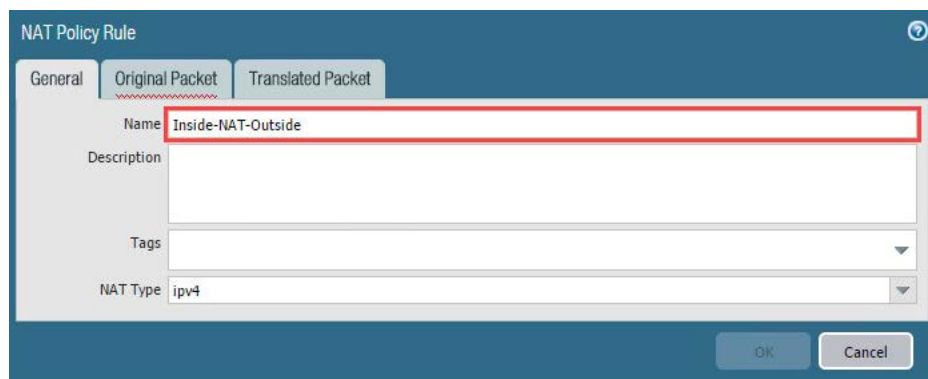 NAT Policy Rule
General Original Packet Translated Packet
Name Inside-NAT-Outside
Description
Tags
NAT Type ipv4
OK Cancel